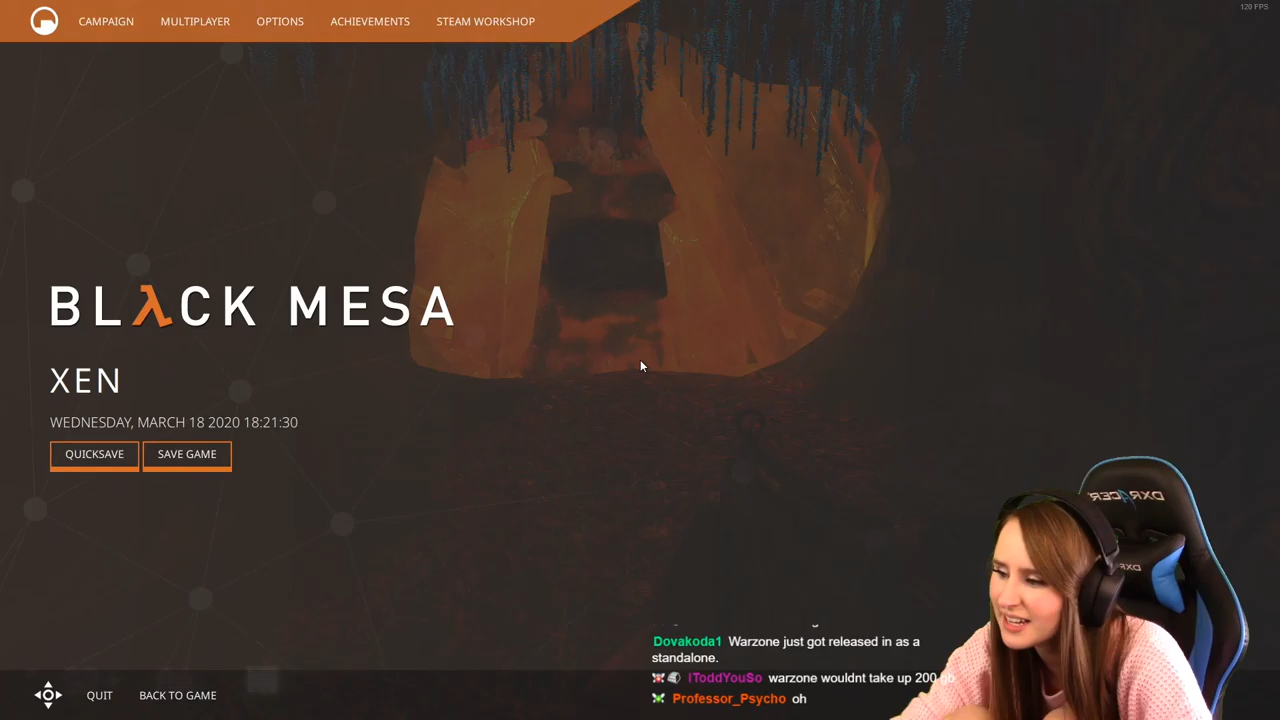 CAMPAIGN MULTIPLAYER OPTIONS ACHIEVEMENTS STEAM WORKSHOP
120 FPS
BLλCK MESA
XEN
WEDNESDAY, MARCH 18 2020 18:21:30
QUICKSAVE SAVE GAME
DXRACER
Dovakoda1 Warzone just got released in as a
standalone.
IToddYouSo warzone wouldnt take up 200 gb
Professor_Psycho oh
QUIT BACK TO GAME